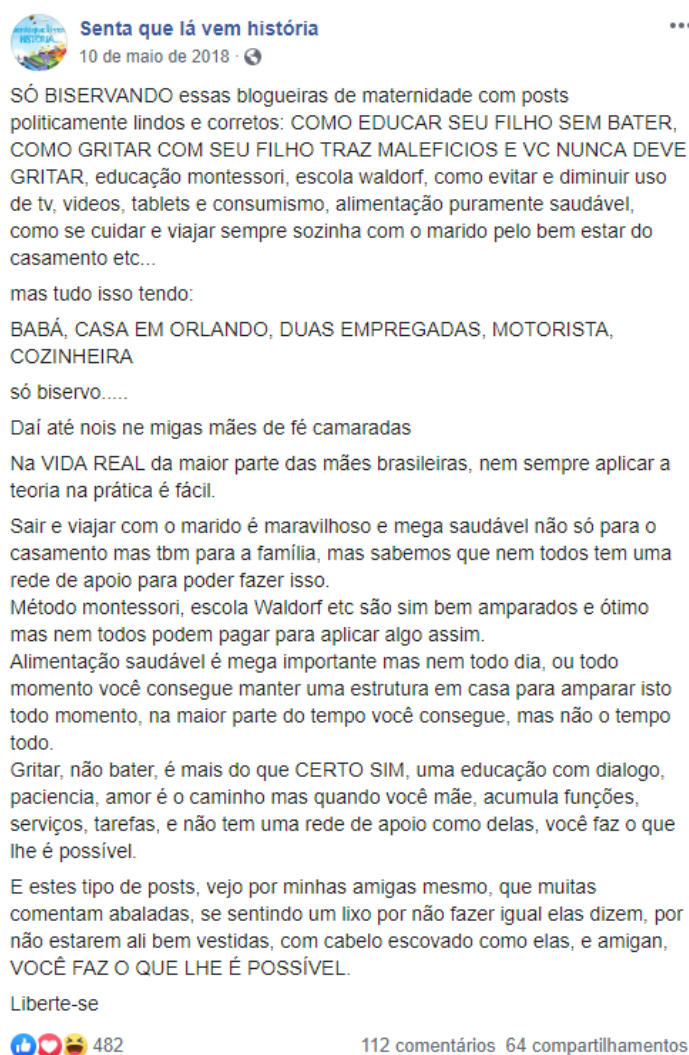 Senta que lá vem história
10 de maio de 2018 ·
SÓ BISERVANDO essas blogueiras de maternidade com posts
politicamente lindos e corretos: COMO EDUCAR SEU FILHO SEM BATER,
COMO GRITAR COM SEU FILHO TRAZ MALEFICIOS E VC NUNCA DEVE
GRITAR, educação montessori, escola waldorf, como evitar e diminuir uso
de tv, videos, tablets e consumismo, alimentação puramente saudável,
como se cuidar e viajar sempre sozinha com o marido pelo bem estar do
casamento etc...
mas tudo isso tendo:
BABÁ, CASA EM ORLANDO, DUAS EMPREGADAS, MOTORISTA,
COZINHEIRA
só biservo.....
Daí até nois ne migas mães de fé camaradas
Na VIDA REAL da maior parte das mães brasileiras, nem sempre aplicar a
teoria na prática é fácil.
Sair e viajar com o marido é maravilhoso e mega saudável não só para o
casamento mas tbm para a família, mas sabemos que nem todos tem uma
rede de apoio para poder fazer isso.
Método montessori, escola Waldorf etc são sim bem amparados e ótimo
mas nem todos podem pagar para aplicar algo assim.
Alimentação saudável é mega importante mas nem todo dia, ou todo
momento você consegue manter uma estrutura em casa para amparar isto
todo momento, na maior parte do tempo você consegue, mas não o tempo
todo.
Gritar, não bater, é mais do que CERTO SIM, uma educação com dialogo,
paciencia, amor é o caminho mas quando você mãe, acumula funções,
serviços, tarefas, e não tem uma rede de apoio como delas, você faz o que
lhe é possível.
E estes tipo de posts, vejo por minhas amigas mesmo, que muitas
comentam abaladas, se sentindo um lixo por não fazer igual elas dizem, por
não estarem ali bem vestidas, com cabelo escovado como elas, e amigan,
VOCÊ FAZ O QUE LHE É POSSÍVEL.
Liberte-se
482 112 comentários 64 compartilhamentos